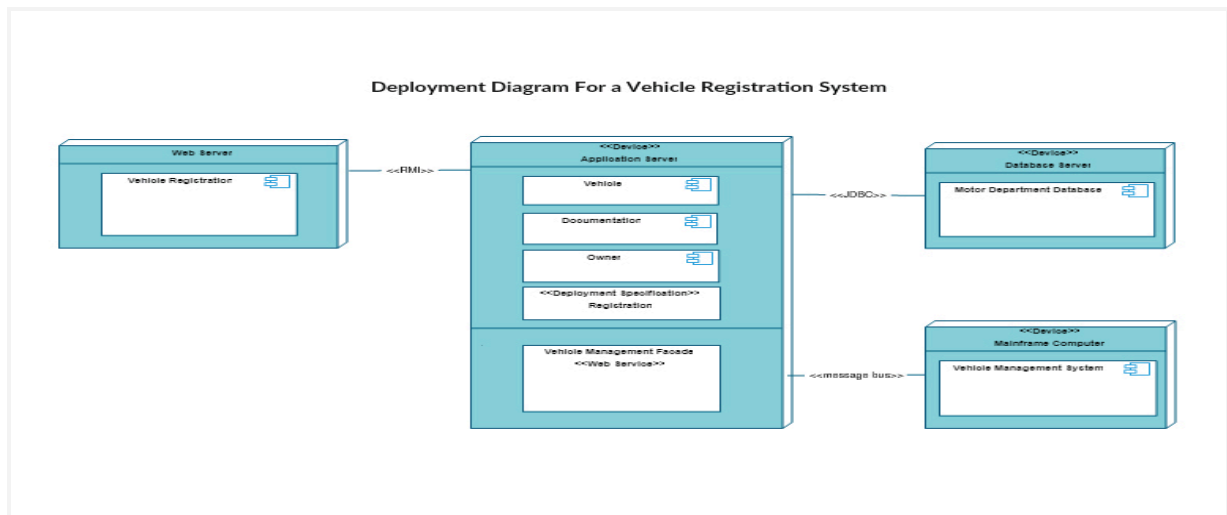 Deployment Diagram For a Vehicle Registration System
Web Server
Vehicle Registration
<<RMI>>
<<Device>>
Application Server
Vehicle
Documentation
Owner
<<Deployment Specification>>
Registration
Vehicle Management Facade
<<Web Service>>
<<JDBC>>
<<Device>>
Database Server
Motor Department Database
<<message bus>>
<<Device>>
Mainframe Computer
Vehicle Management System